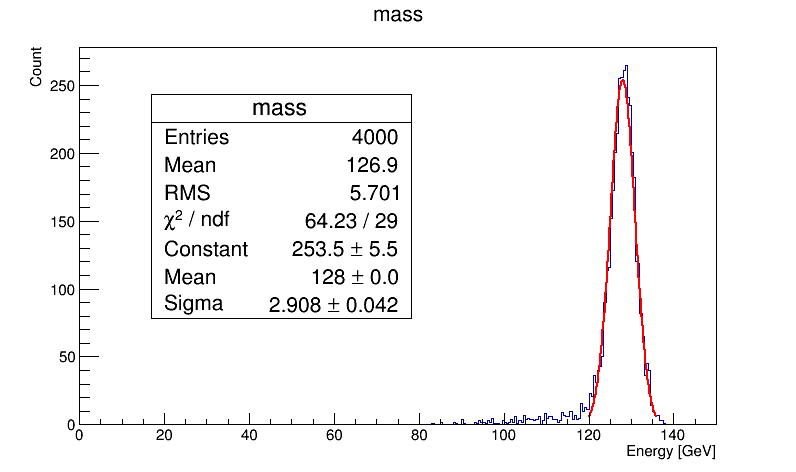 mass
Count
250
200
150
100
50
0
mass
Entries 4000
Mean 126.9
RMS 5.701
χ² / ndf 64.23 / 29
Constant 253.5 ± 5.5
Mean 128 ± 0.0
Sigma 2.908 ± 0.042
0 20 40 60 80 100 120 140
Energy [GeV]